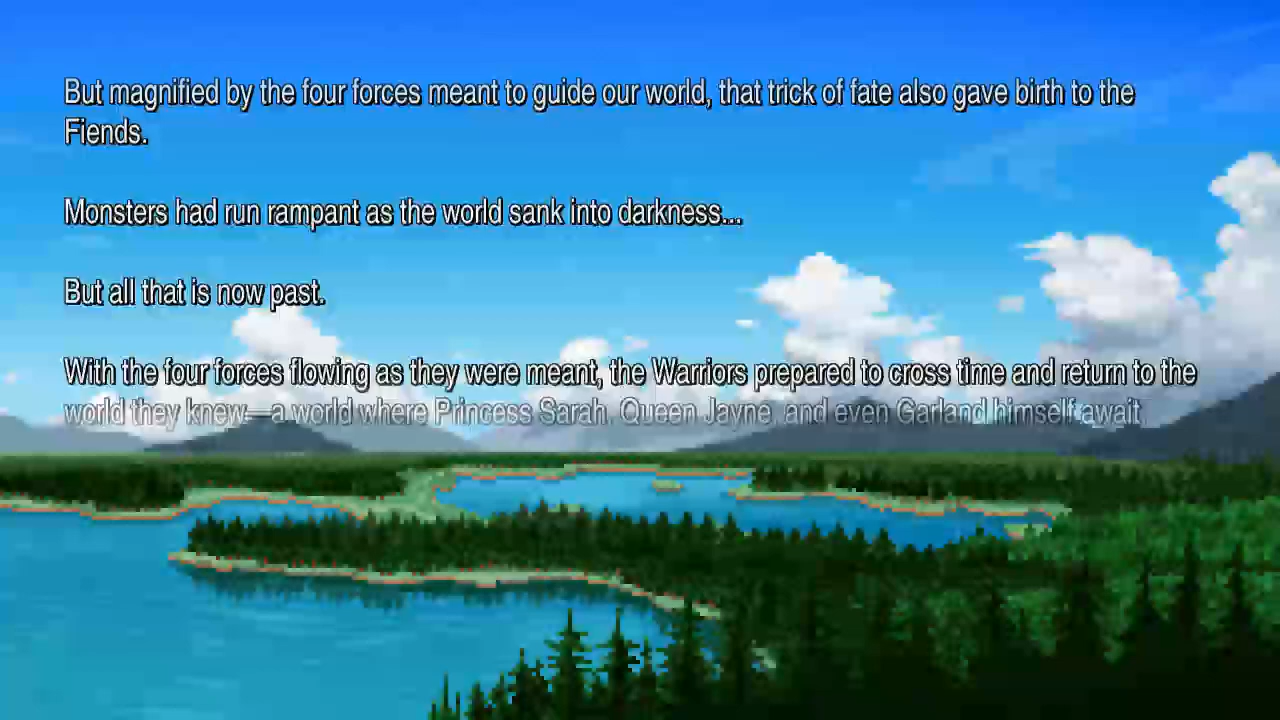 But magnified by the four forces meant to guide our world, that trick of fate also gave birth to the
Fiends.
Monsters had run rampant as the world sank into darkness...
But all that is now past.
With the four forces flowing as they were meant, the Warriors prepared to cross time and return to the
world they knew—a world where Princess Sarah, Queen Jayne, and even Garland himself await.